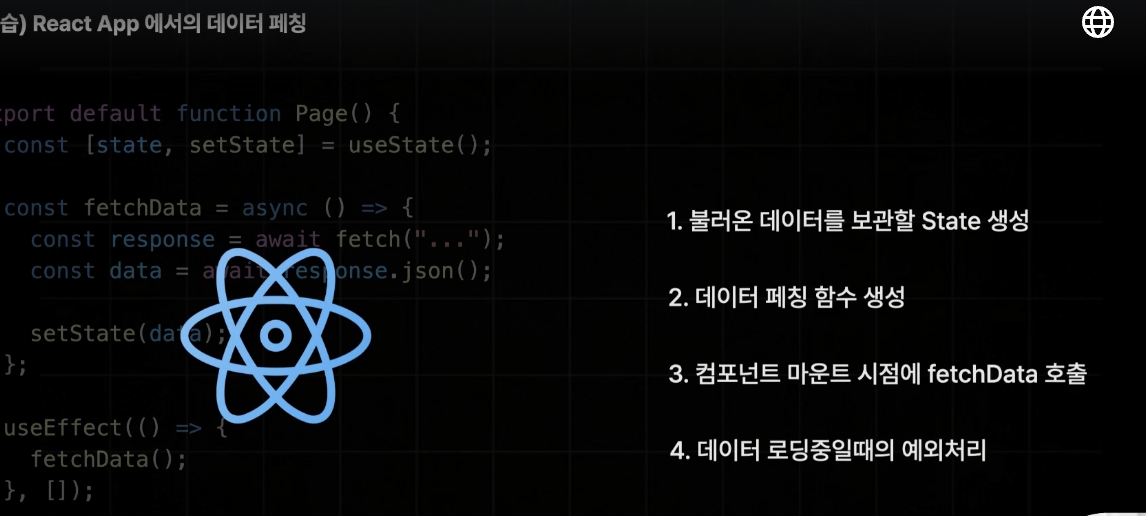 습) React App 에서의 데이터 페칭
xport default function Page() {
const [state, setState] = useState();
const fetchData = async () => {
const response = await fetch("...");
const data = await response.json();
setState(data);
};
useEffect(() => {
fetchData();
}, []);
1. 불러온 데이터를 보관할 State 생성
2. 데이터 페칭 함수 생성
3. 컴포넌트 마운트 시점에 fetchData 호출
4. 데이터 로딩중일때의 예외처리